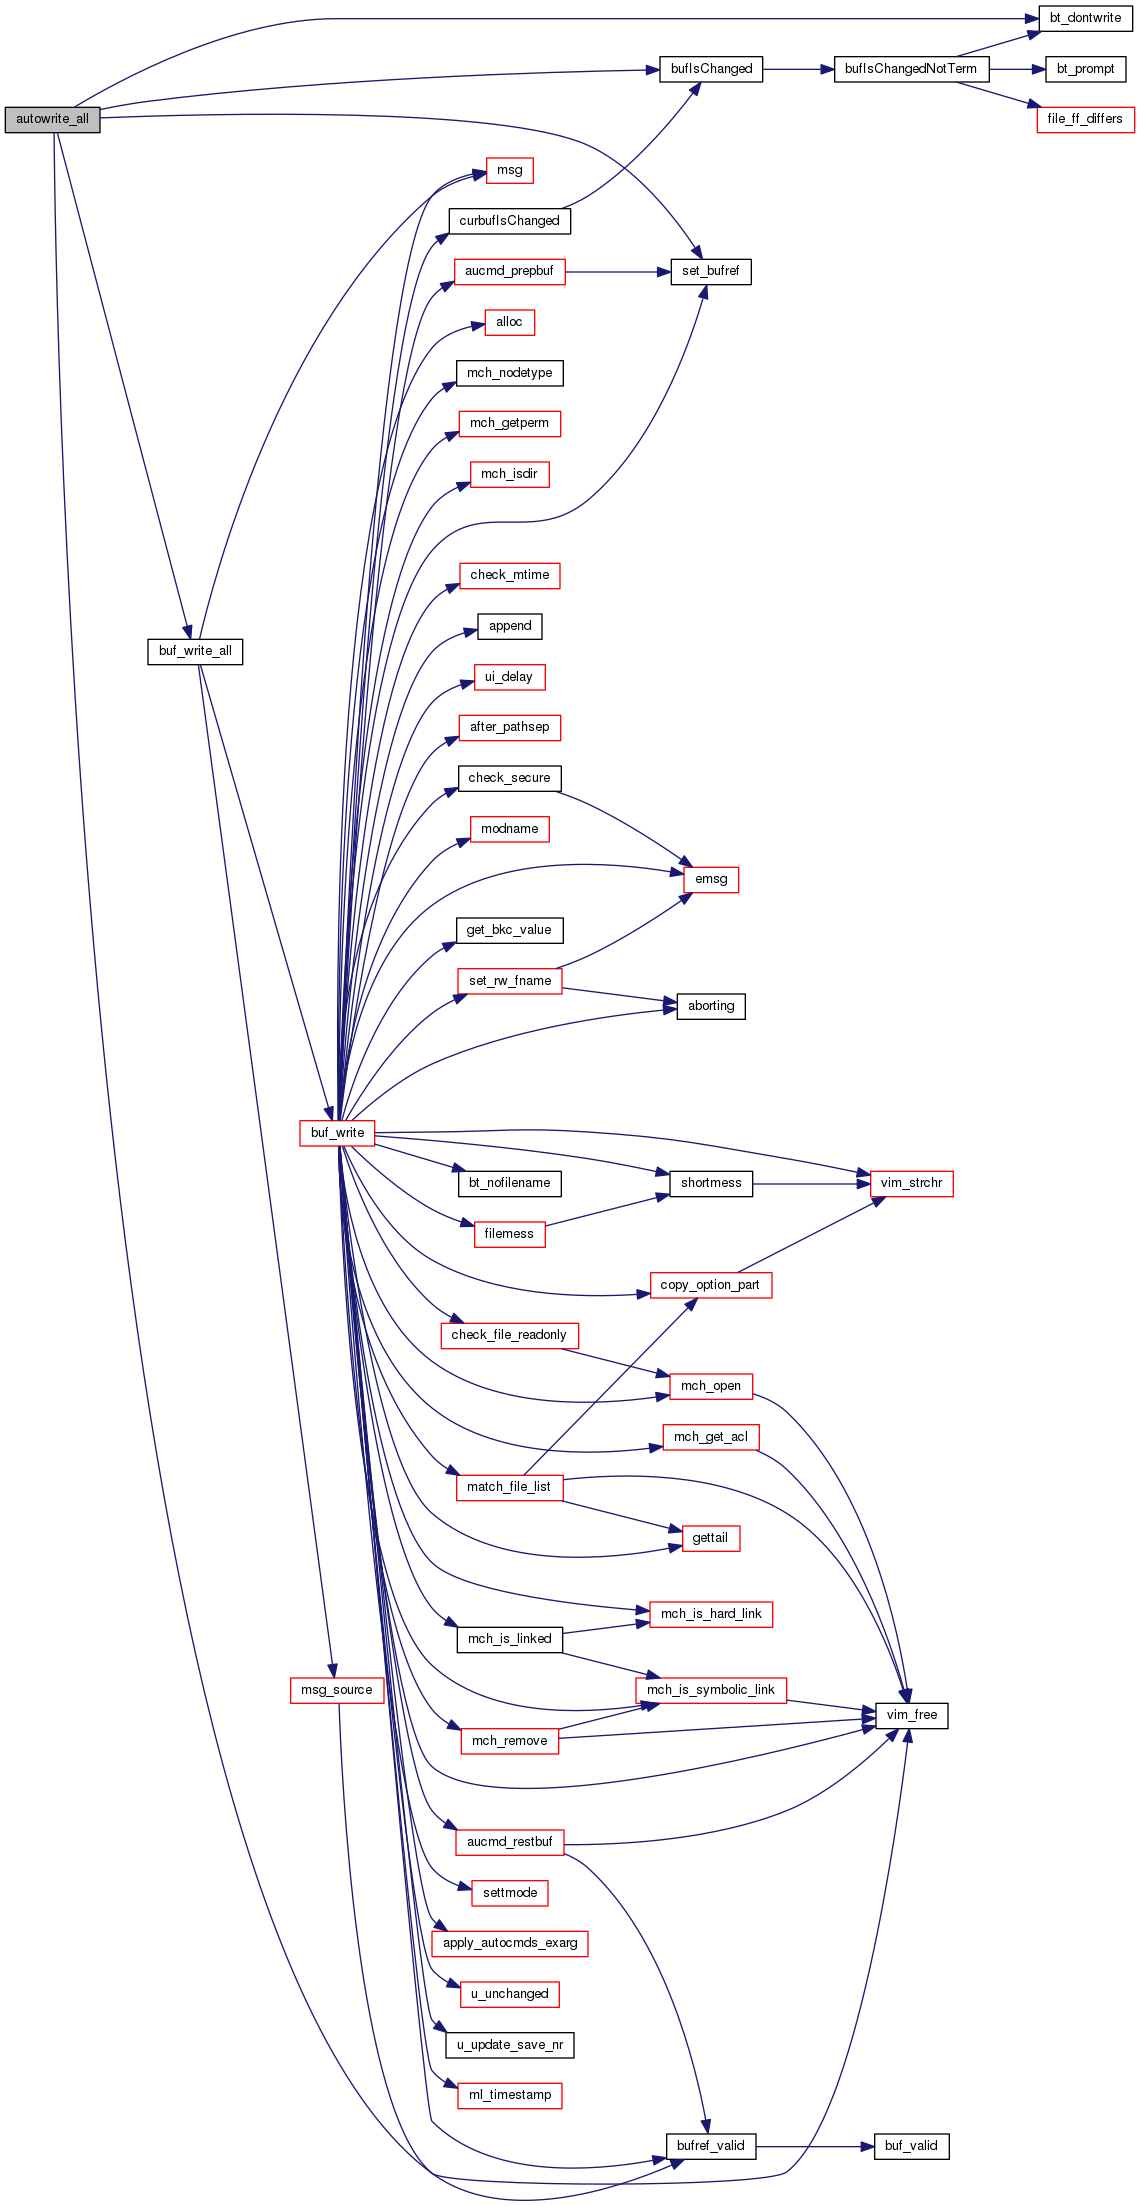 bt_dontwrite
bufIsChanged
bufIsChangedNotTerm
bt_prompt
autowrite_all
file_ff_differs
msg
curbufIsChanged
aucmd_prepbuf
set_bufref
alloc
mch_nodetype
mch_getperm
mch_isdir
check_mtime
append
buf_write_all
ui_delay
after_pathsep
check_secure
modname
emsg
get_bkc_value
set_rw_fname
aborting
buf_write
bt_nofilename
shortmess
vim_strchr
filemess
copy_option_part
check_file_readonly
mch_open
mch_get_acl
match_file_list
gettail
mch_is_hard_link
mch_is_linked
msg_source
mch_is_symbolic_link
vim_free
mch_remove
aucmd_restbuf
settmode
apply_autocmds_exarg
u_unchanged
u_update_save_nr
ml_timestamp
bufref_valid
buf_valid